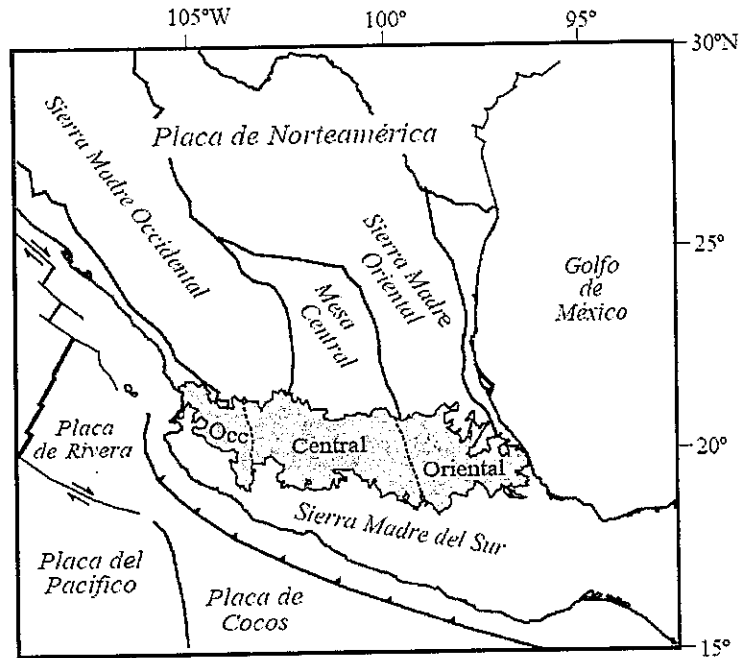 105°W 100° 95°
30°N
Sierra Madre Occidental
Placa de Norteamérica
25°
Sierra Madre
Oriental
Golfo
de
México
Mesa
Central
Placa
de Rivera
Occ
Central
Oriental
20°
Sierra Madre del Sur
Placa del
Pacífico
Placa de
Cocos
15°